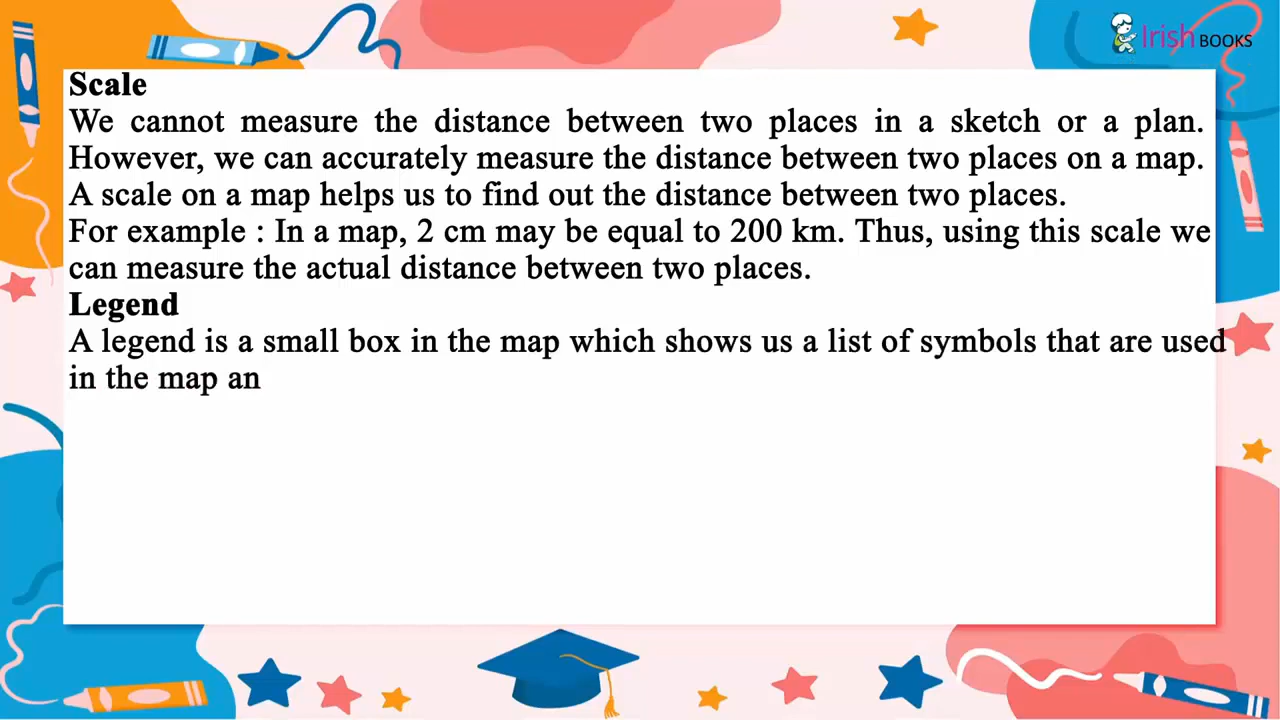 Irish BOOKS
Scale
We cannot measure the distance between two places in a sketch or a plan.
However, we can accurately measure the distance between two places on a map.
A scale on a map helps us to find out the distance between two places.
For example : In a map, 2 cm may be equal to 200 km. Thus, using this scale we
can measure the actual distance between two places.
Legend
A legend is a small box in the map which shows us a list of symbols that are used
in the map an